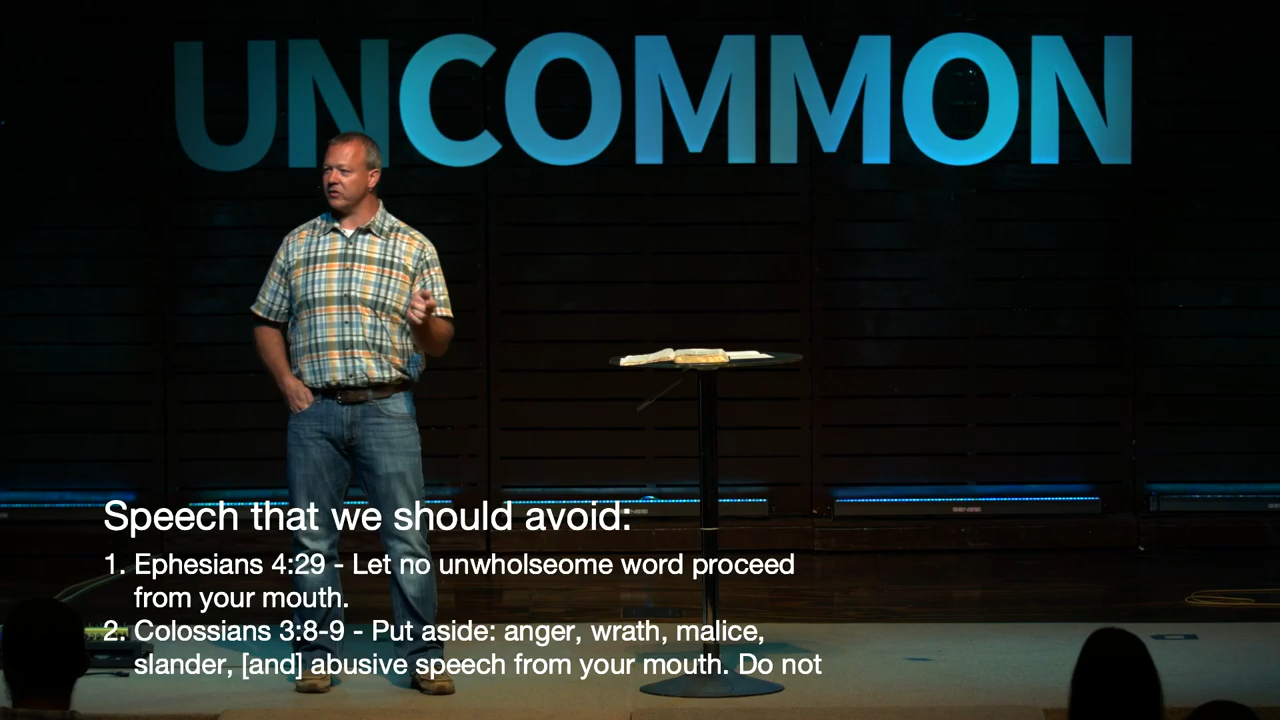 UNCOMMON
Speech that we should avoid:
1. Ephesians 4:29 - Let no unwholseome word proceed
from your mouth.
2. Colossians 3:8-9 - Put aside: anger, wrath, malice,
slander, [and] abusive speech from your mouth. Do not